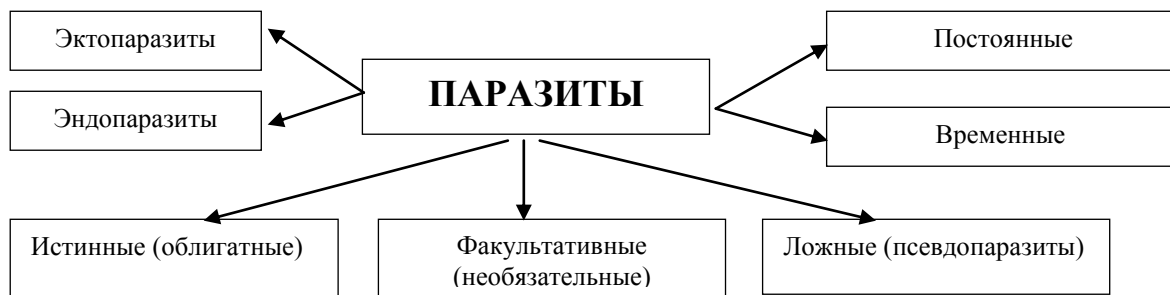 Эктопаразиты
Эндопаразиты
ПАРАЗИТЫ
Постоянные
Временные
Истинные (облигатные)
Факультативные
(необязательные)
Ложные (псевдопаразиты)